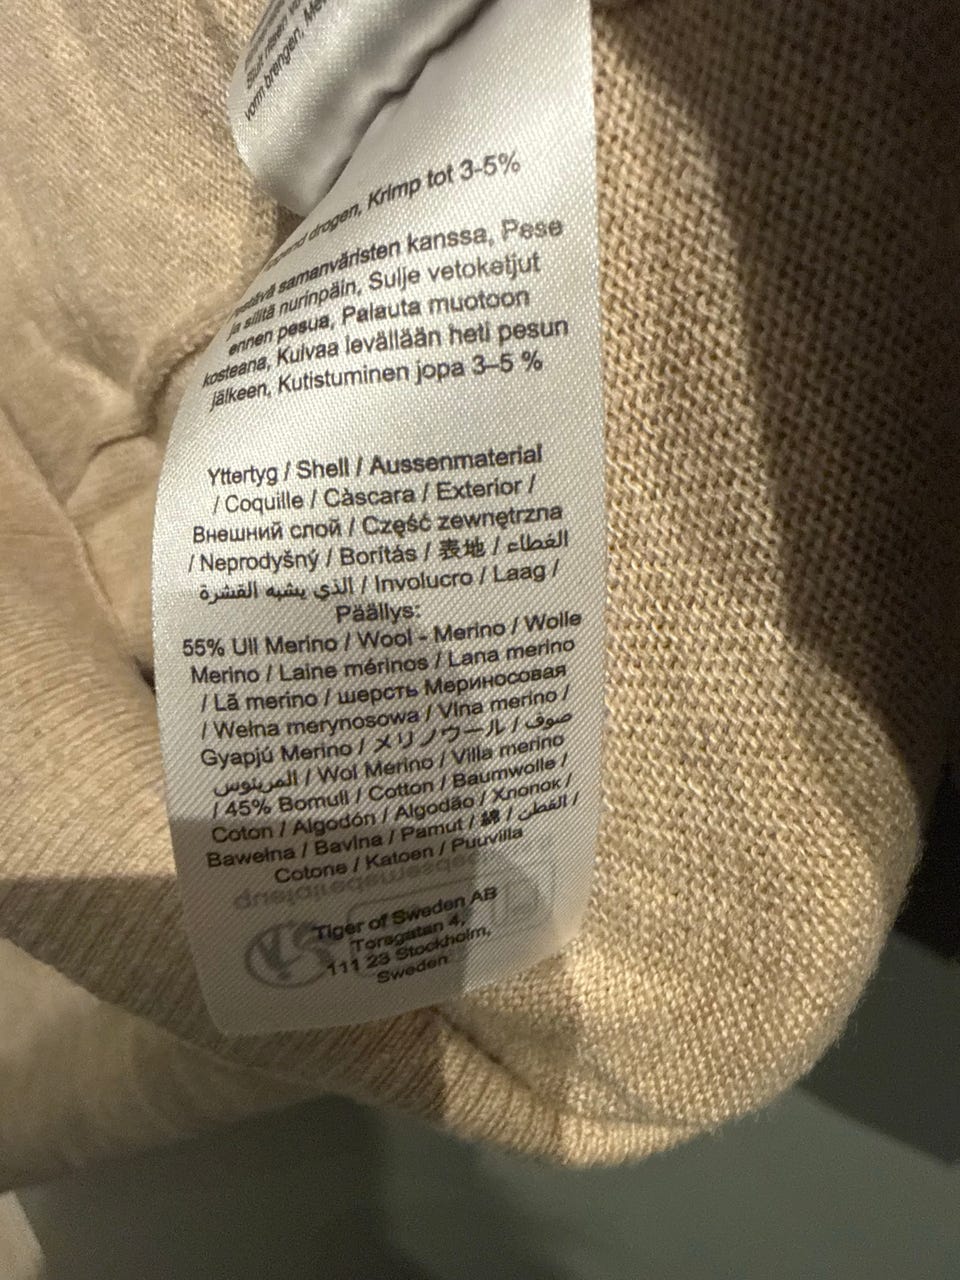 vorm brengen,
drogen, Krimp tot 3-5%
samanväristen kanssa, Pese
ja silitä nurinpäin, Sulje vetoketjut
ennen pesua, Palauta muotoon
kosteana, Kuivaa levällään heti pesun
jälkeen, Kutistuminen jopa 3–5 %
Yttertyg / Shell / Aussenmaterial
/ Coquille / Càscara / Exterior /
Внешний слой / Część zewnętrzna
/ Neprodyšný / Borítás / 表地 / الغطاء
الذي يشبه القشرة / Involucro / Laag /
Päällys:
55% Ull Merino / Wool - Merino / Wolle
Merino / Laine mérinos / Lana merino
/ Lã merino / шерсть Мериносовая
/ Wełna merynosowa / Vlna merino /
Gyapjú Merino / メリノウール / صوف
المرينوس / Wol Merino / Villa merino
/ 45% Bomull / Cotton / Baumwolle /
Coton / Algodón / Algodão / Хлопок /
Bawełna / Bavlna / Pamut / 綿 / القطن /
Cotone / Katoen / Puuvilla
Tiger of Sweden AB
Torsgatan 4,
111 23 Stockholm,
Sweden